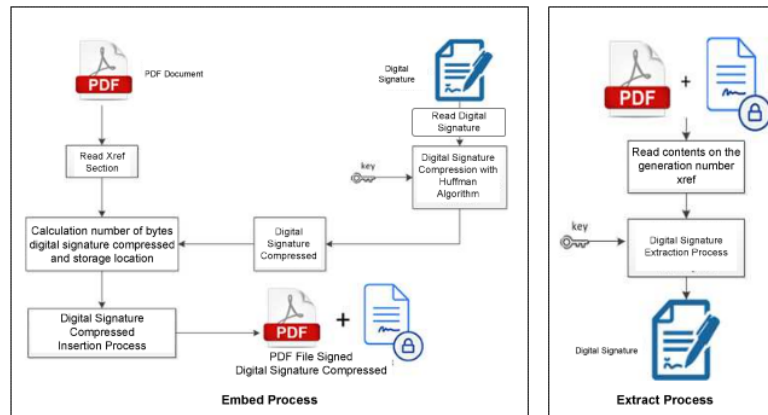 PDF
PDF Document
Digital
Signature
Read Digital
Signature
Read Xref
Section
key
Digital Signature
Compression with
Huffman
Algorithm
Calculation number of bytes
digital signature compressed
and storage location
Digital
Signature
Compressed
Digital Signature
Compressed
Insertion Process
PDF
+
PDF File Signed
Digital Signature Compressed
Embed Process
PDF
+
Read contents on the
generation number
xref
key
Digital Signature
Extraction Process
Digital Signature
Extract Process